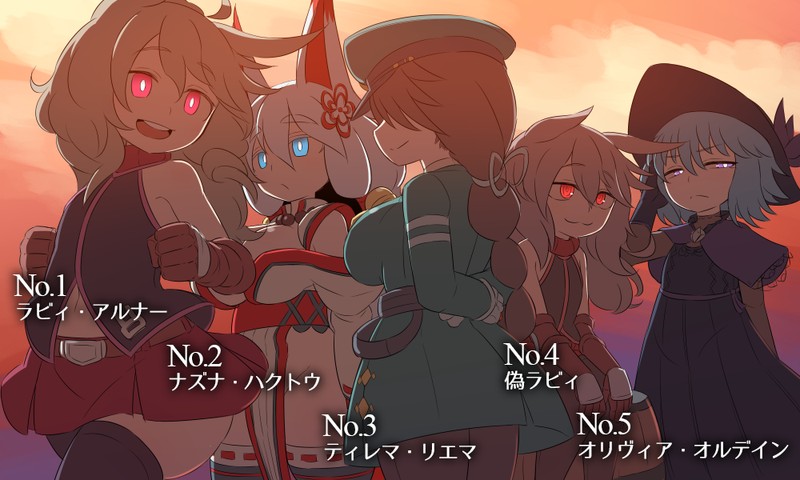 No.1
ラビィ・アルナー
No.2
ナズナ・ハクトウ
No.3
ティレマ・リエマ
No.4
偽ラビィ
No.5
オリヴィア・オルデイン